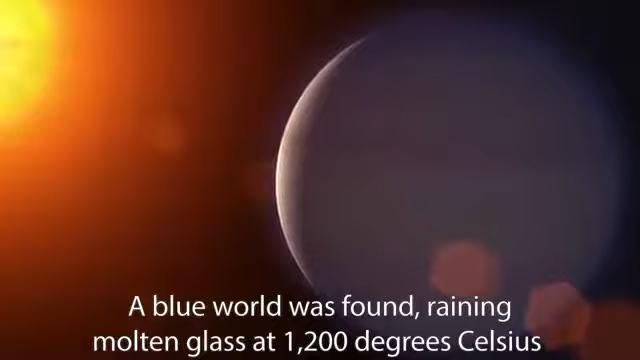 A blue world was found, raining
molten glass at 1,200 degrees Celsius